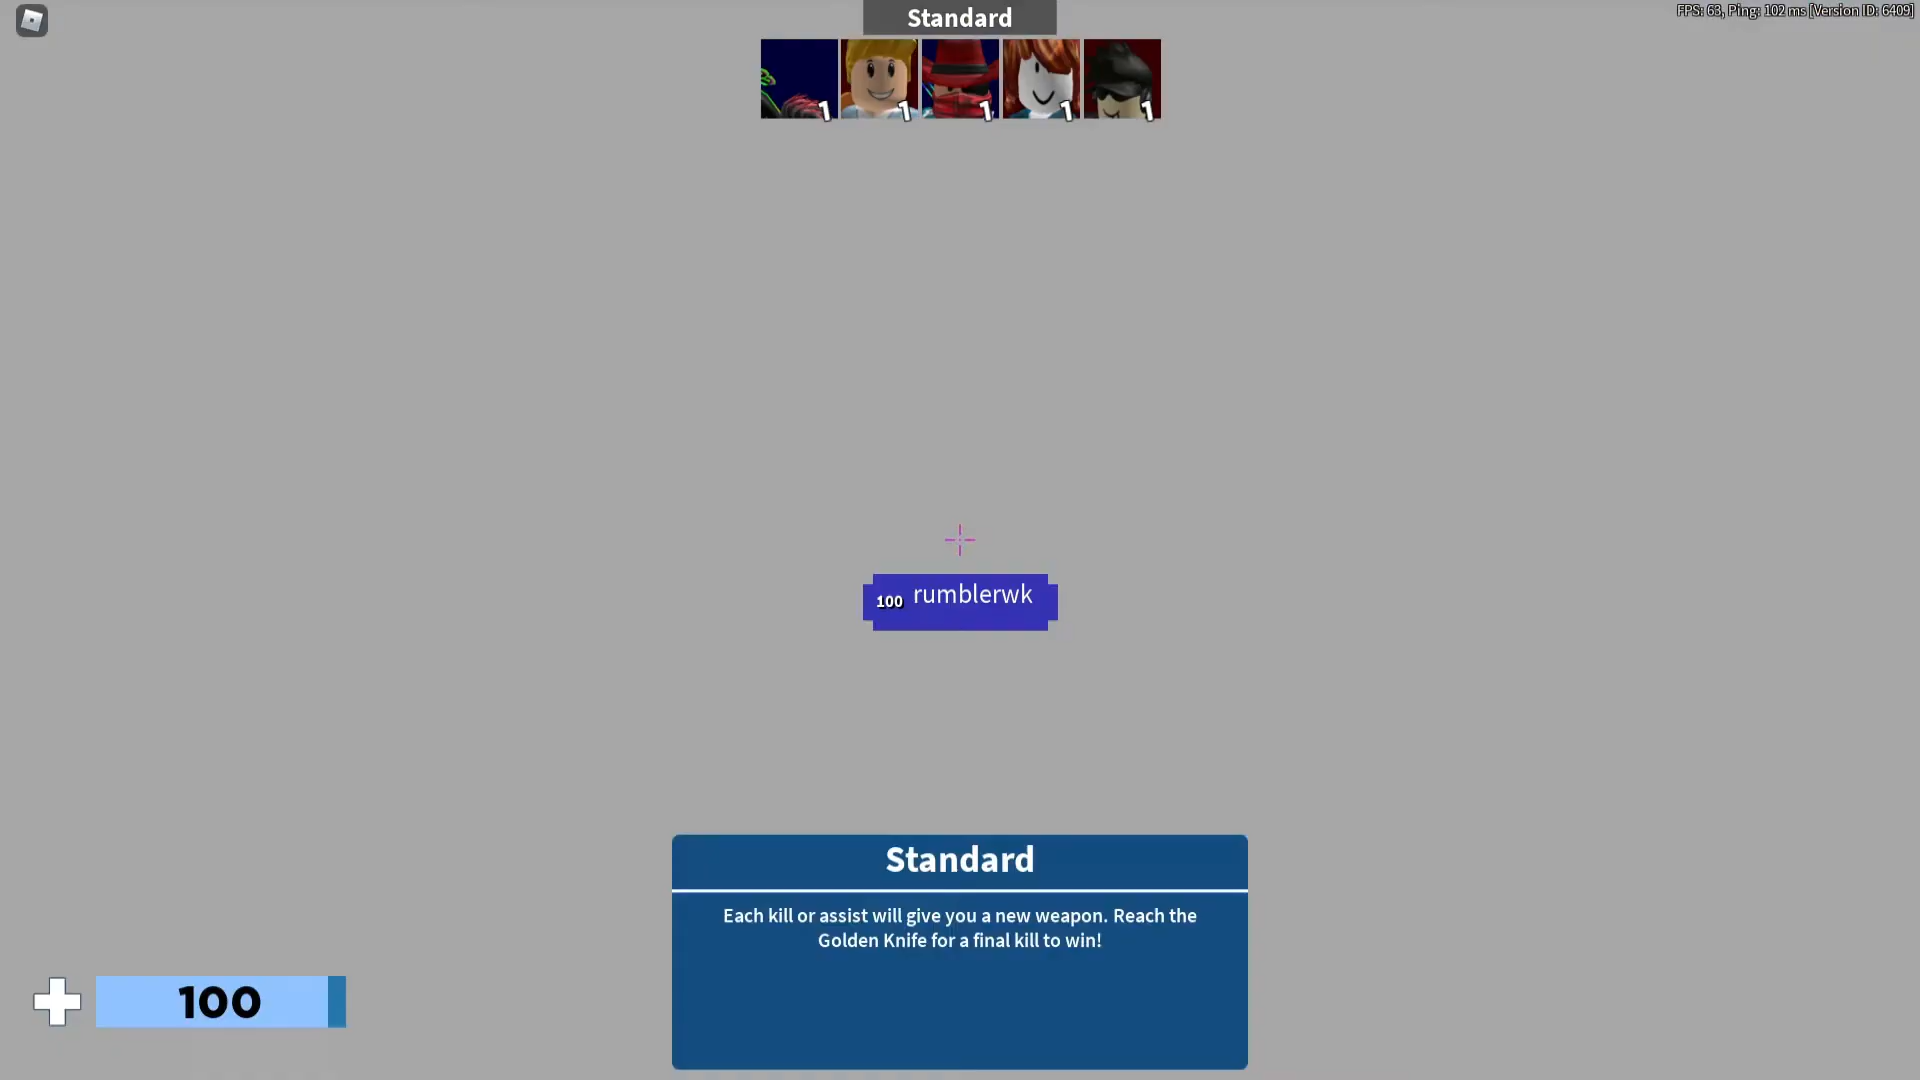 Standard
FPS: 63, Ping: 102 ms [Version ID: 6409]
1 1 1 1 1
100 rumblerwk
Standard
Each kill or assist will give you a new weapon. Reach the
Golden Knife for a final kill to win!
100